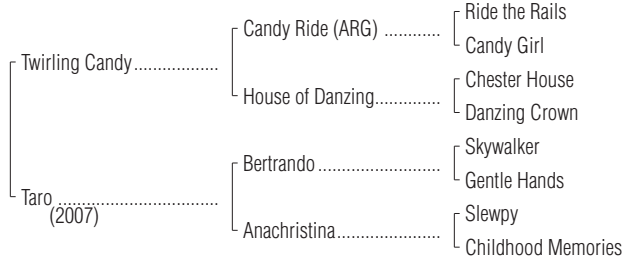 Ride the Rails
Candy Ride (ARG) ............
Candy Girl
Twirling Candy..................
Chester House
House of Danzing..............
Danzing Crown
Skywalker
Bertrando ......................
Gentle Hands
Taro ..................................
(2007)
Slewpy
Anachristina...................
Childhood Memories